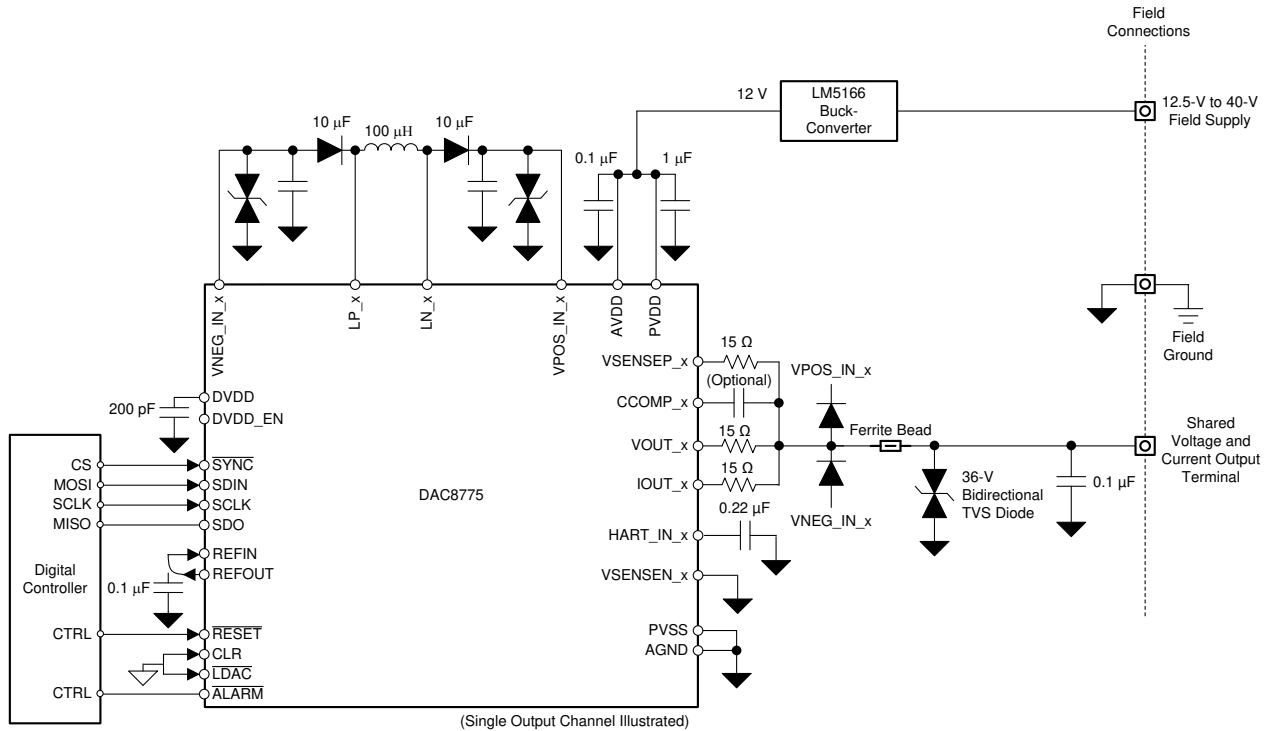 Field
Connections
12 V
LM5166
Buck-
Converter
12.5-V to 40-V
Field Supply
10 µF
100 µH
10 µF
0.1 µF
1 µF
VNEG_IN_x
LP_x
LN_x
VPOS_IN_x
AVDD
PVDD
Field
Ground
15 Ω
VSENSEP_x
(Optional)
VPOS_IN_x
CCOMP_x
DVDD
200 pF
DVDD_EN
15 Ω
VOUT_x
Ferrite Bead
Shared
Voltage and
Current Output
Terminal
CS
SYNC
MOSI
SDIN
SCLK
SCLK
MISO
SDO
DAC8775
15 Ω
IOUT_x
36-V
Bidirectional
TVS Diode
0.1 µF
0.22 µF
VNEG_IN_x
HART_IN_x
REFIN
REFOUT
Digital
Controller
0.1 µF
VSENSEN_x
CTRL
RESET
CLR
LDAC
CTRL
ALARM
PVSS
AGND
(Single Output Channel Illustrated)